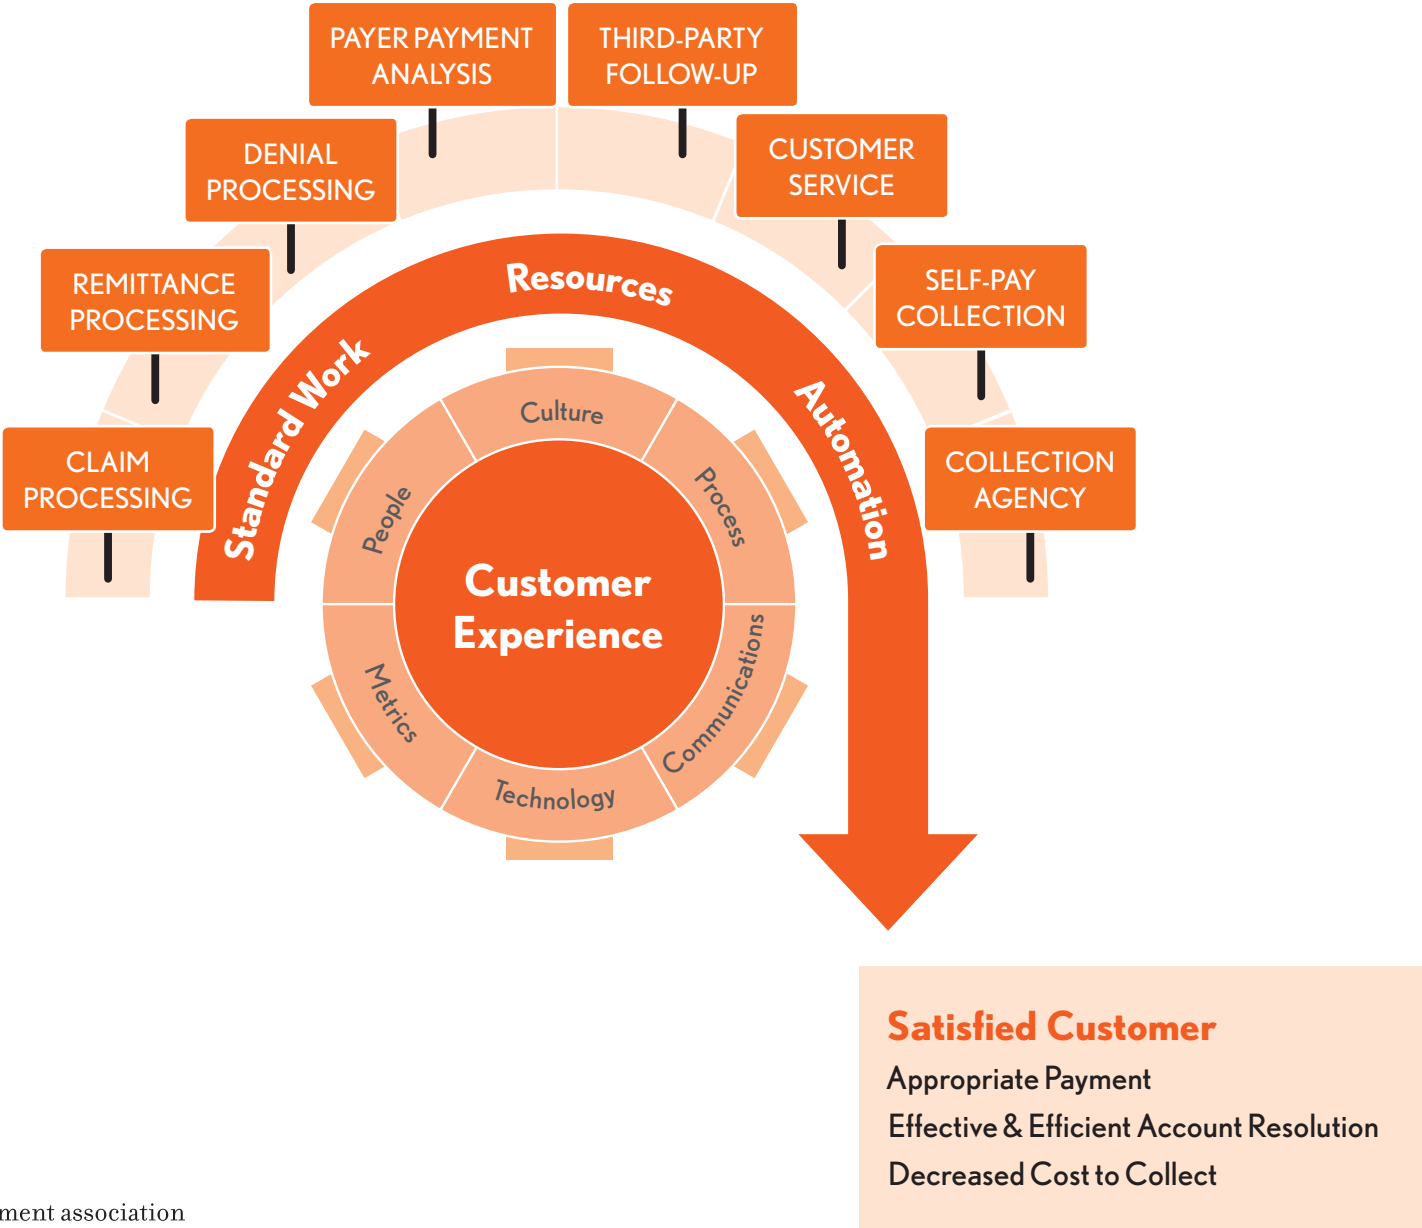 PAYER PAYMENT
ANALYSIS
THIRD-PARTY
FOLLOW-UP
DENIAL
PROCESSING
CUSTOMER
SERVICE
REMITTANCE
PROCESSING
SELF-PAY
COLLECTION
CLAIM
PROCESSING
COLLECTION
AGENCY
Standard Work
Resources
Automation
Culture
People
Process
Customer
Experience
Metrics
Communications
Technology
Satisfied Customer
Appropriate Payment
Effective & Efficient Account Resolution
Decreased Cost to Collect
ment association